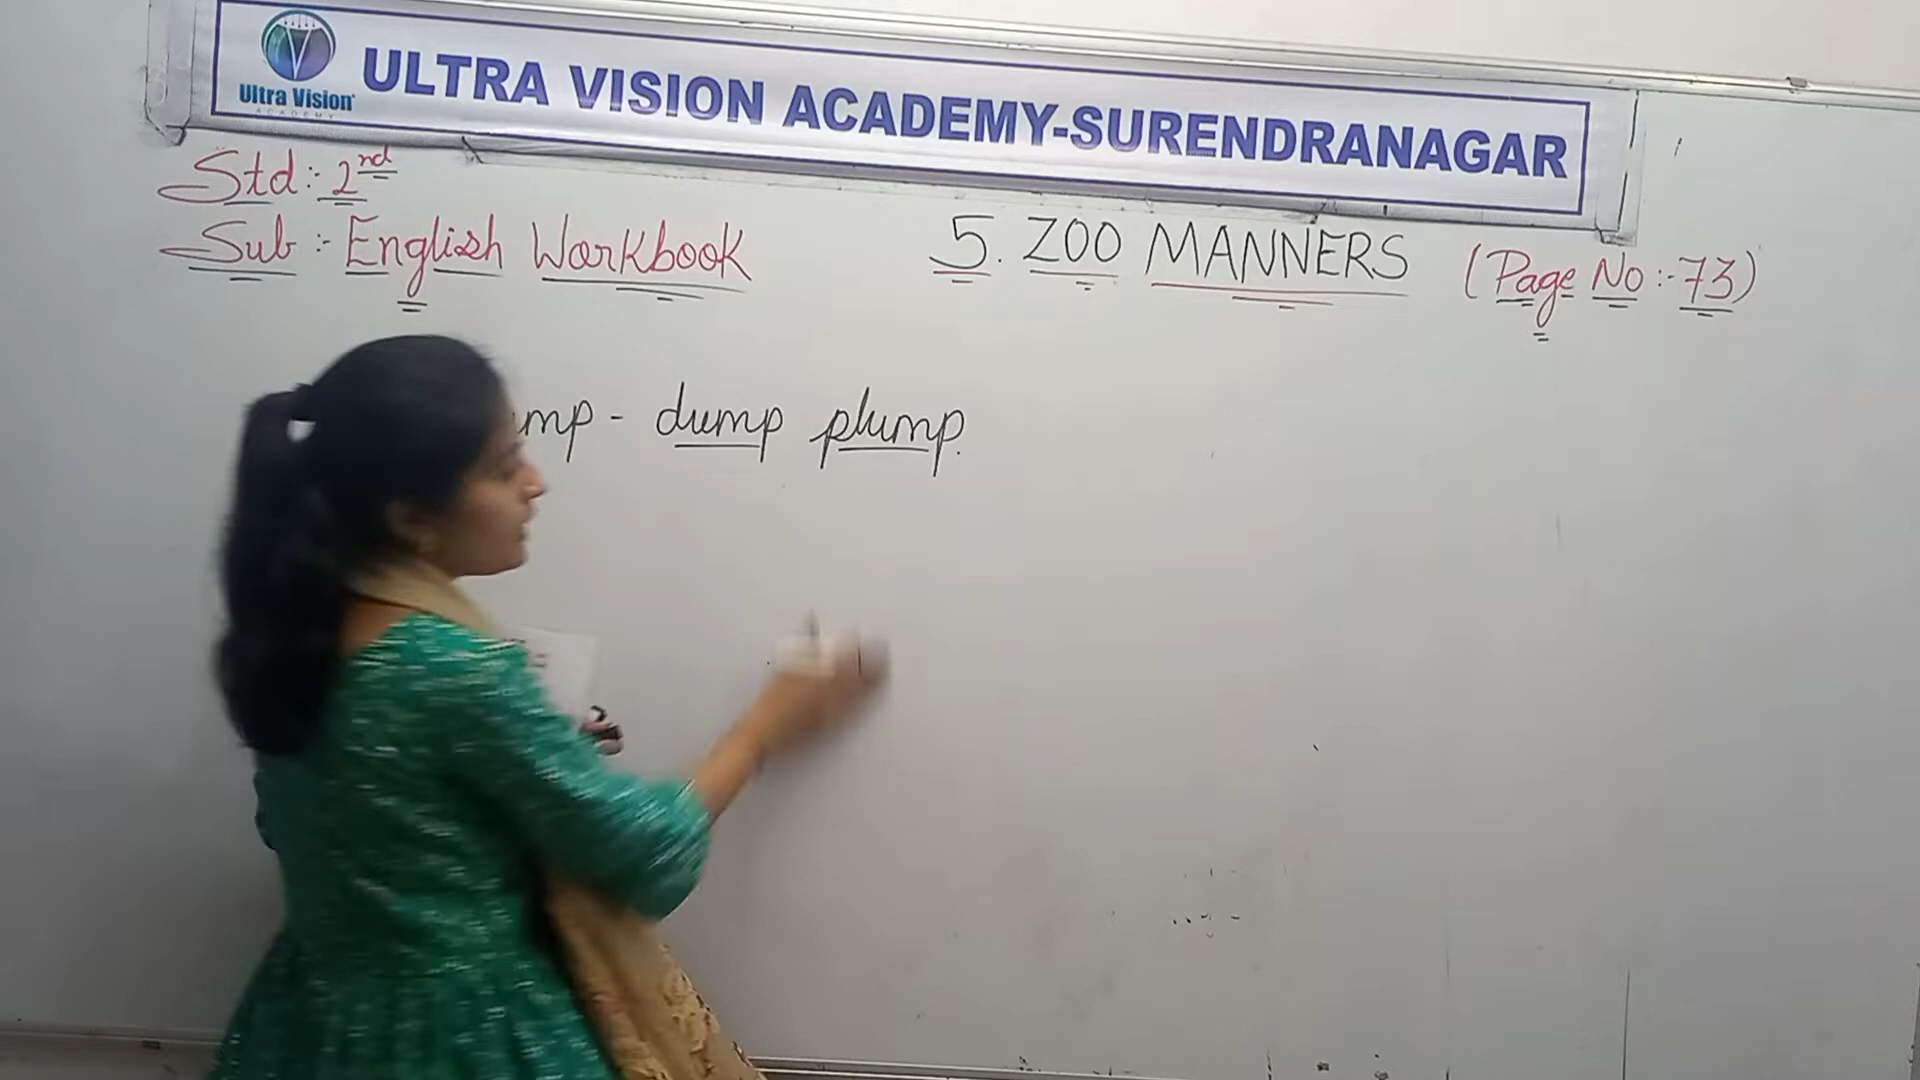 Ultra Vision
ACADEMY
ULTRA VISION ACADEMY-SURENDRANAGAR
Std:- 2nd
Sub:- English Workbook
5. ZOO MANNERS (Page No:- 73)
mp - dump plump.